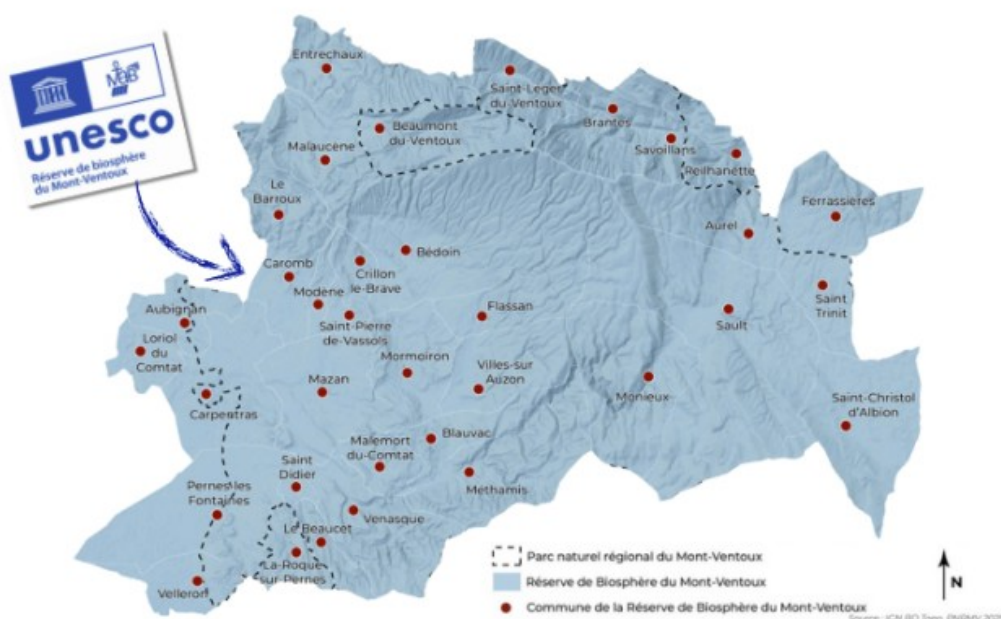 MAB
unesco
Réserve de biosphère
du Mont-Ventoux
Entrechaux
Saint-Leger
du-Ventoux
Brantes
Beaumont
du-Ventoux
Savoillans
Malaucène
Reilhanette
Le
Barroux
Ferrassières
Aurel
Bédoin
Caromb
Crillon
le-Brave
Modène
Saint
Trinit
Aubignan
Flassan
Sault
Saint-Pierre
de-Vassols
Loriol
du
Comtat
Mormoiron
Villes-sur
Auzon
Mazan
Monieux
Saint-Christol
d'Albion
Carpentras
Blauvac
Malemort
du-Comtat
Saint
Didier
Méthamis
Pernes-les
Fontaines
Venasque
Le Beaucet
La-Roque
sur-Pernes
Velleron
Parc naturel régional du Mont-Ventoux
Réserve de Biosphère du Mont-Ventoux
Commune de la Réserve de Biosphère du Mont-Ventoux
N